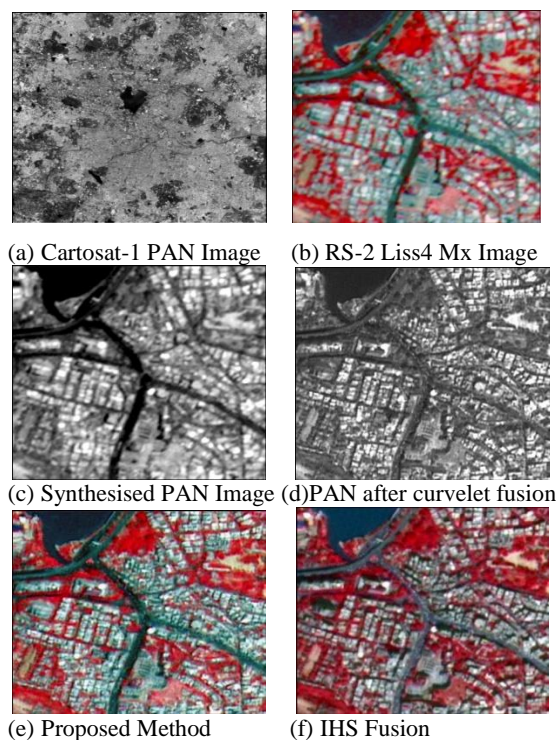 (a) Cartosat-1 PAN Image
(b) RS-2 Liss4 Mx Image
(c) Synthesised PAN Image
(d)PAN after curvelet fusion
(e) Proposed Method
(f) IHS Fusion